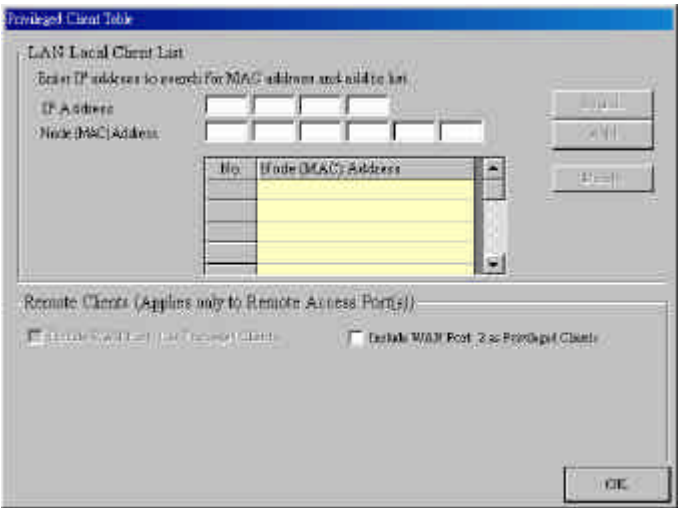 Privileged Client Table
LAN Local Client List
Enter IP address to search for MAC address and add to list.
IP Address
Node (MAC) Address
Add
No Node (MAC) Address
Remote Clients (Applies only to Remote Access Port(s))
Include WAN Port 2 as Privileged Clients
OK